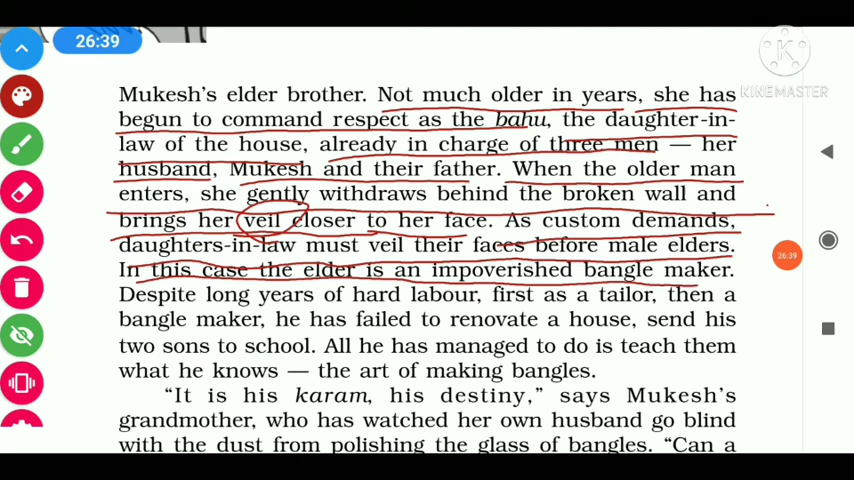 26:39
KINEMASTER
Mukesh's elder brother. Not much older in years, she has
begun to command respect as the bahu, the daughter-in-
law of the house, already in charge of three men — her
husband, Mukesh and their father. When the older man
enters, she gently withdraws behind the broken wall and
brings her veil closer to her face. As custom demands,
daughters-in-law must veil their faces before male elders.
In this case the elder is an impoverished bangle maker.
Despite long years of hard labour, first as a tailor, then a
bangle maker, he has failed to renovate a house, send his
two sons to school. All he has managed to do is teach them
what he knows — the art of making bangles.
"It is his karam, his destiny," says Mukesh's
grandmother, who has watched her own husband go blind
with the dust from polishing the glass of bangles. "Can a
26:39